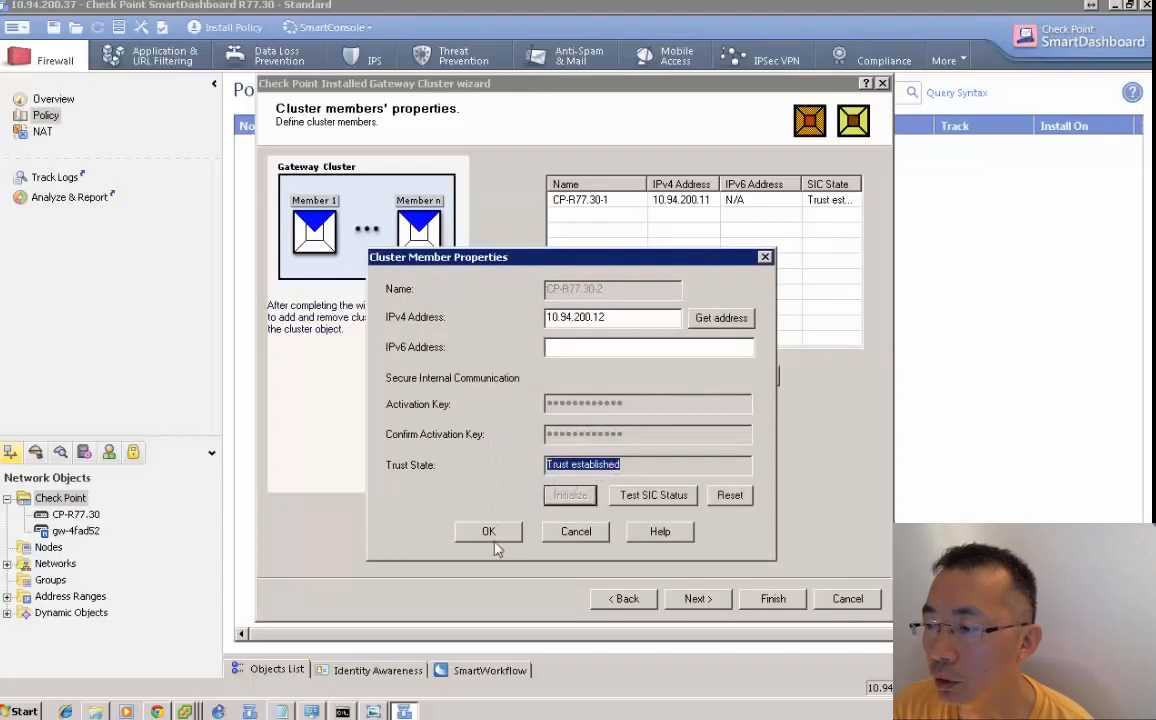 10.94.200.37 - Check Point SmartDashboard R77.30 - Standard
Install Policy
SmartConsole
Check Point
SmartDashboard
Firewall
Application &
URL Filtering
Data Loss
Prevention
IPS
Threat
Prevention
Anti-Spam
& Mail
Mobile
Access
IPSec VPN
Compliance
More
Overview
Policy
NAT
Track Logs
Analyze & Report
Po
No
Query Syntax
Track
Install On
Check Point Installed Gateway Cluster wizard
Cluster members' properties.
Define cluster members.
Gateway Cluster
Member 1
Member n
After completing the wi
to add and remove clu
the cluster object.
Name
IPv4 Address
IPv6 Address
SIC State
CP-R77.30-1
10.94.200.11
N/A
Trust est...
Cluster Member Properties
Name:
CP-R77.30-2
IPv4 Address:
10.94.200.12
Get address
IPv6 Address:
Secure Internal Communication
Activation Key:
Confirm Activation Key:
Trust State:
Trust established
Initialize
Test SIC Status
Reset
OK
Cancel
Help
< Back
Next >
Finish
Cancel
Network Objects
Check Point
CP-R77.30
gw-4fad52
Nodes
Networks
Groups
Address Ranges
Dynamic Objects
Objects List
Identity Awareness
SmartWorkflow
10.94
Start